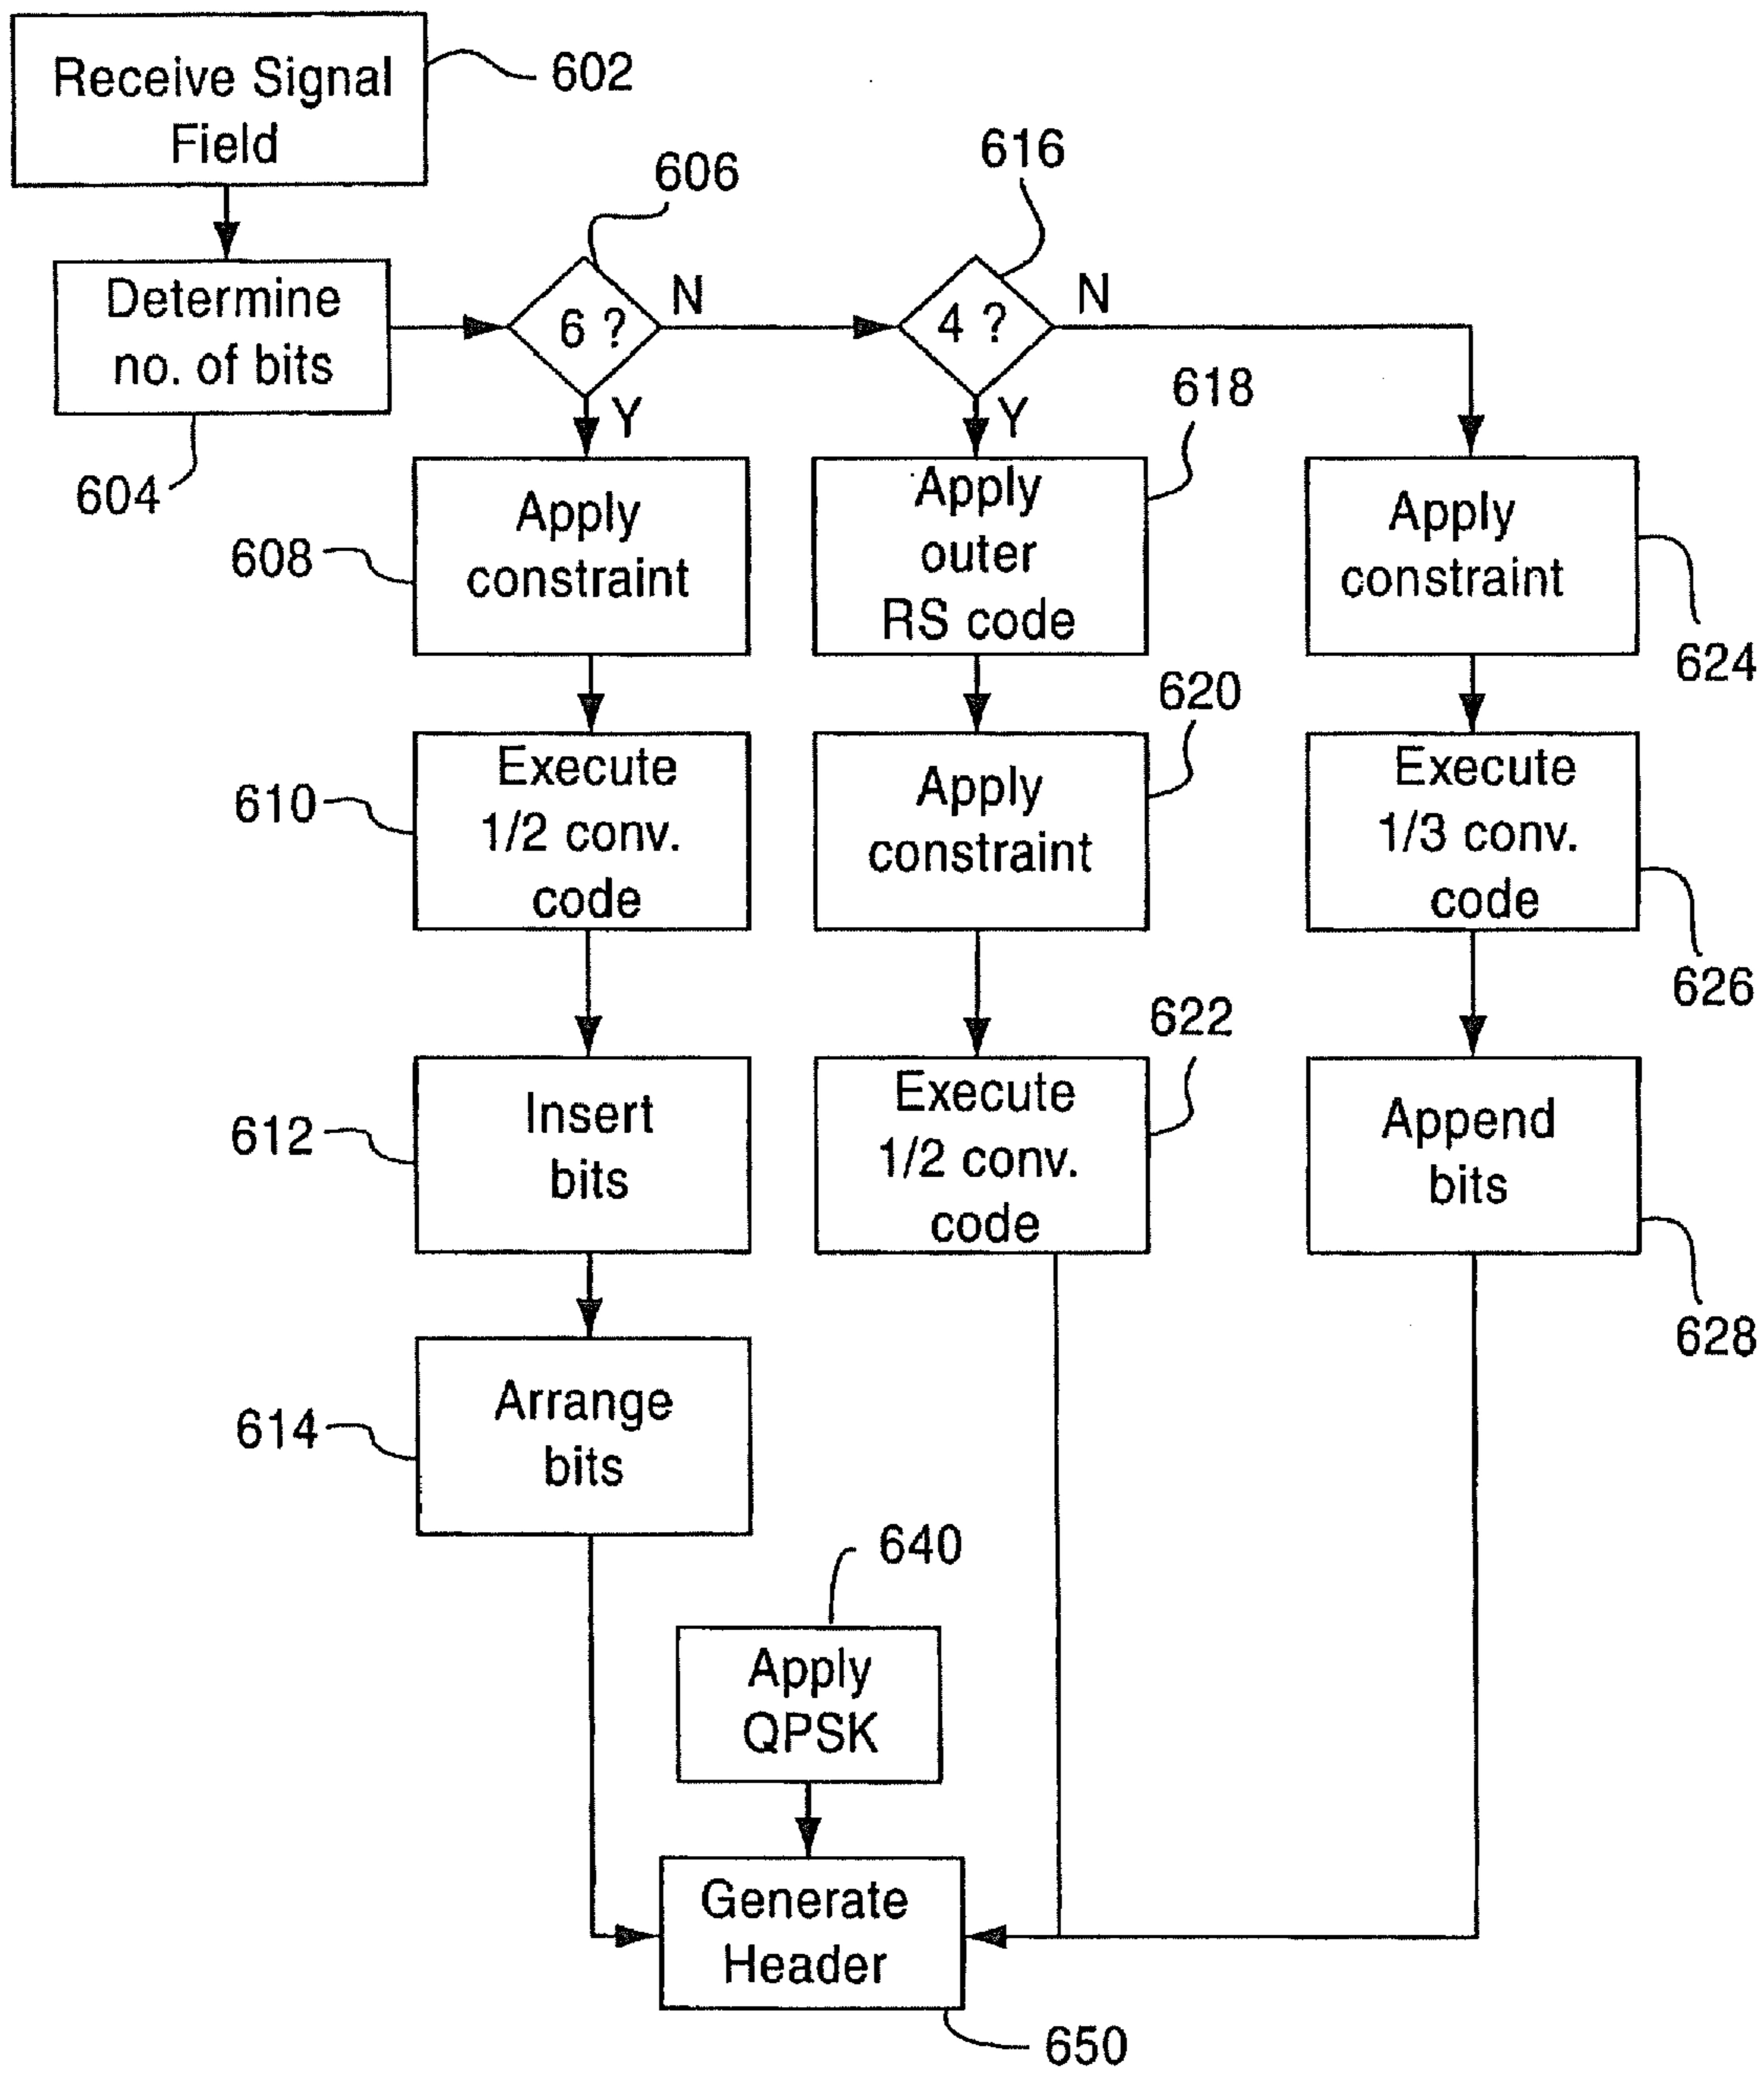 Receive Signal
Field
602
Determine
no. of bits
604
606
6 ?
N
Y
616
4 ?
N
Y
Apply
constraint
608
Apply
outer
RS code
618
Apply
constraint
624
Execute
1/2 conv.
code
610
Apply
constraint
620
Execute
1/3 conv.
code
626
Insert
bits
612
Execute
1/2 conv.
code
622
Append
bits
628
Arrange
bits
614
640
Apply
QPSK
Generate
Header
650